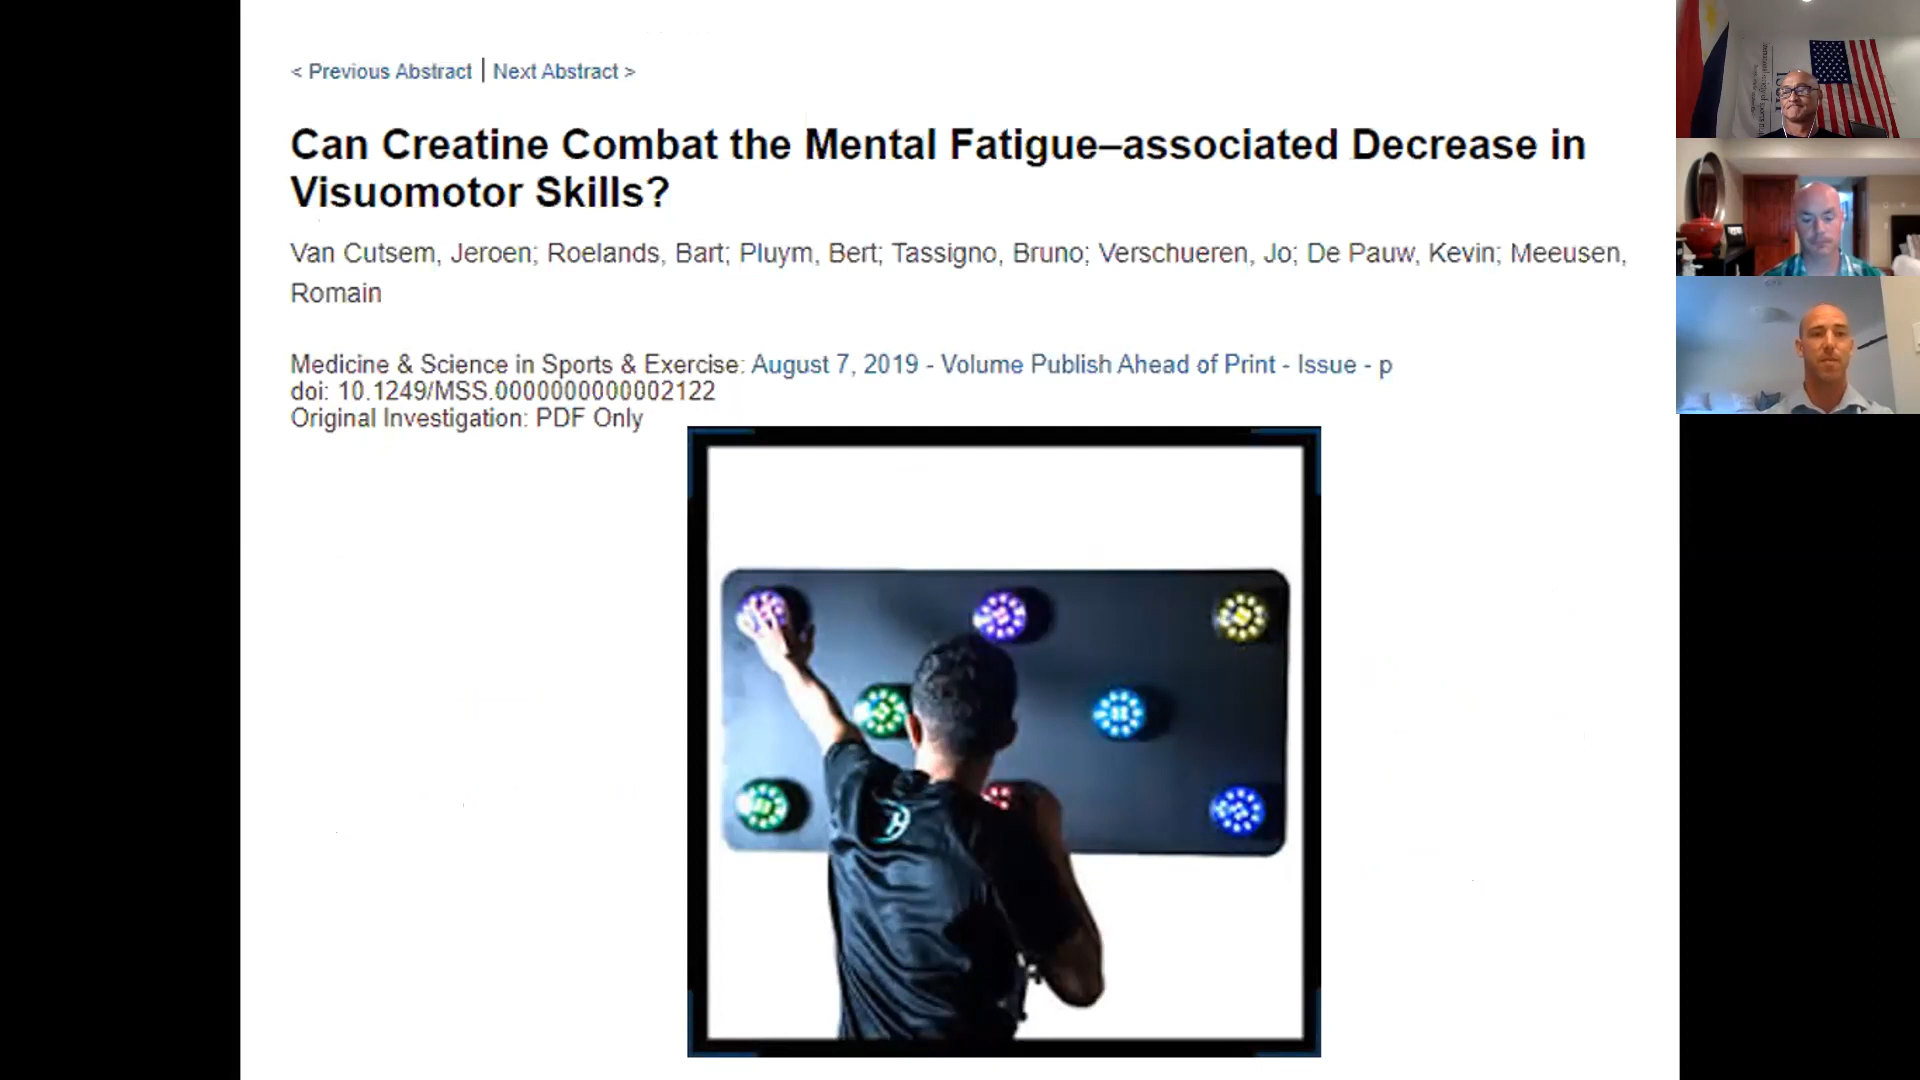 < Previous Abstract | Next Abstract >
Can Creatine Combat the Mental Fatigue–associated Decrease in
Visuomotor Skills?
Van Cutsem, Jeroen; Roelands, Bart; Pluym, Bert; Tassigno, Bruno; Verschueren, Jo; De Pauw, Kevin; Meeusen,
Romain
Medicine & Science in Sports & Exercise: August 7, 2019 - Volume Publish Ahead of Print - Issue - p
doi: 10.1249/MSS.0000000000002122
Original Investigation: PDF Only